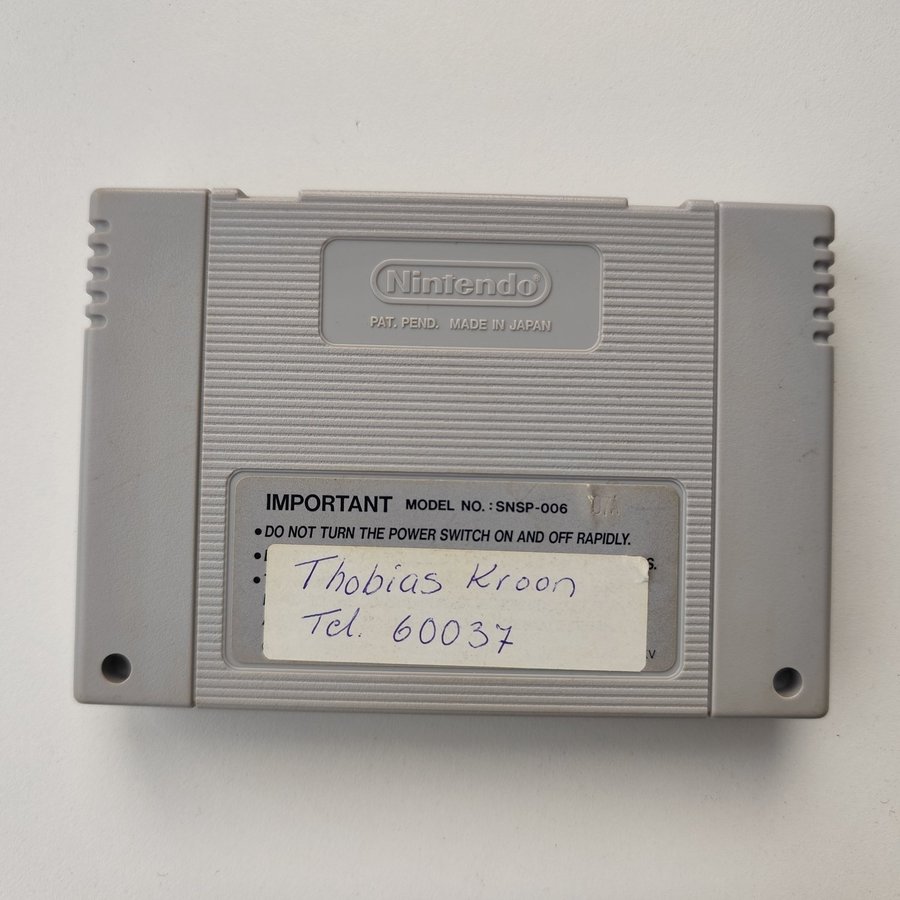 Nintendo®
PAT. PEND. MADE IN JAPAN
IMPORTANT MODEL NO.: SNSP-006
•DO NOT TURN THE POWER SWITCH ON AND OFF RAPIDLY.
Thobias Kroon
Tel. 60037